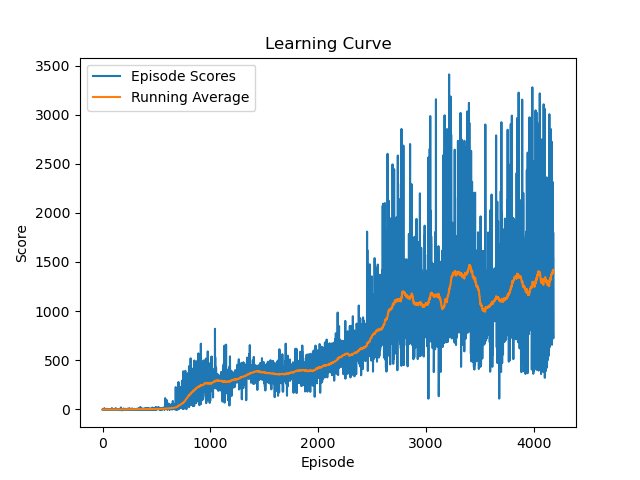 Learning Curve
Episode Scores
Running Average
3500
3000
2500
2000
1500
1000
500
0
Score
0 1000 2000 3000 4000
Episode